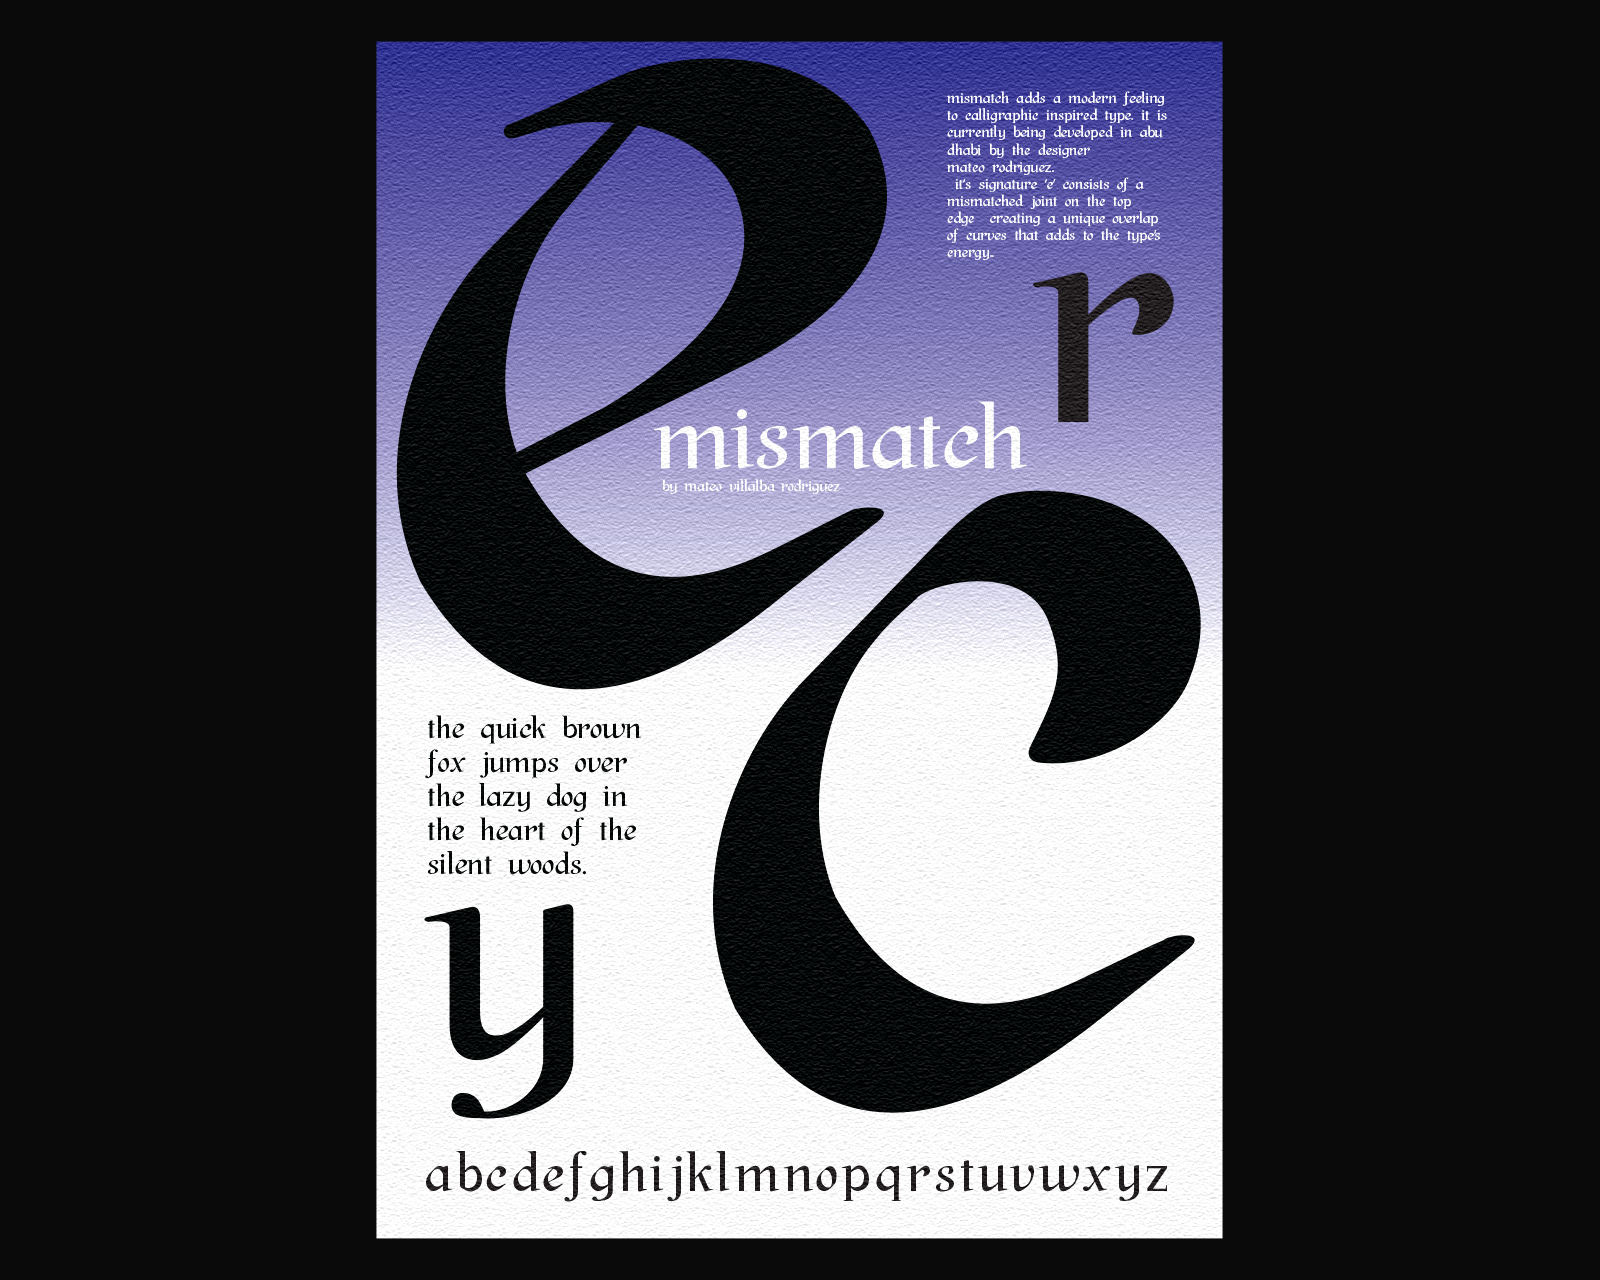 e
mismatch adds a modern feeling
to calligraphic inspired type. it is
currently being developed in abu
dhabi by the designer
mateo rodriguez.
it's signature 'e' consists of a
mismatched joint on the top
edge creating a unique overlap
of curves that adds to the type's
energy..
r
mismatch
by mateo villalba rodriguez
c
the quick brown
fox jumps over
the lazy dog in
the heart of the
silent woods.
y
abcdefghijklmnopqrstuvwxyz